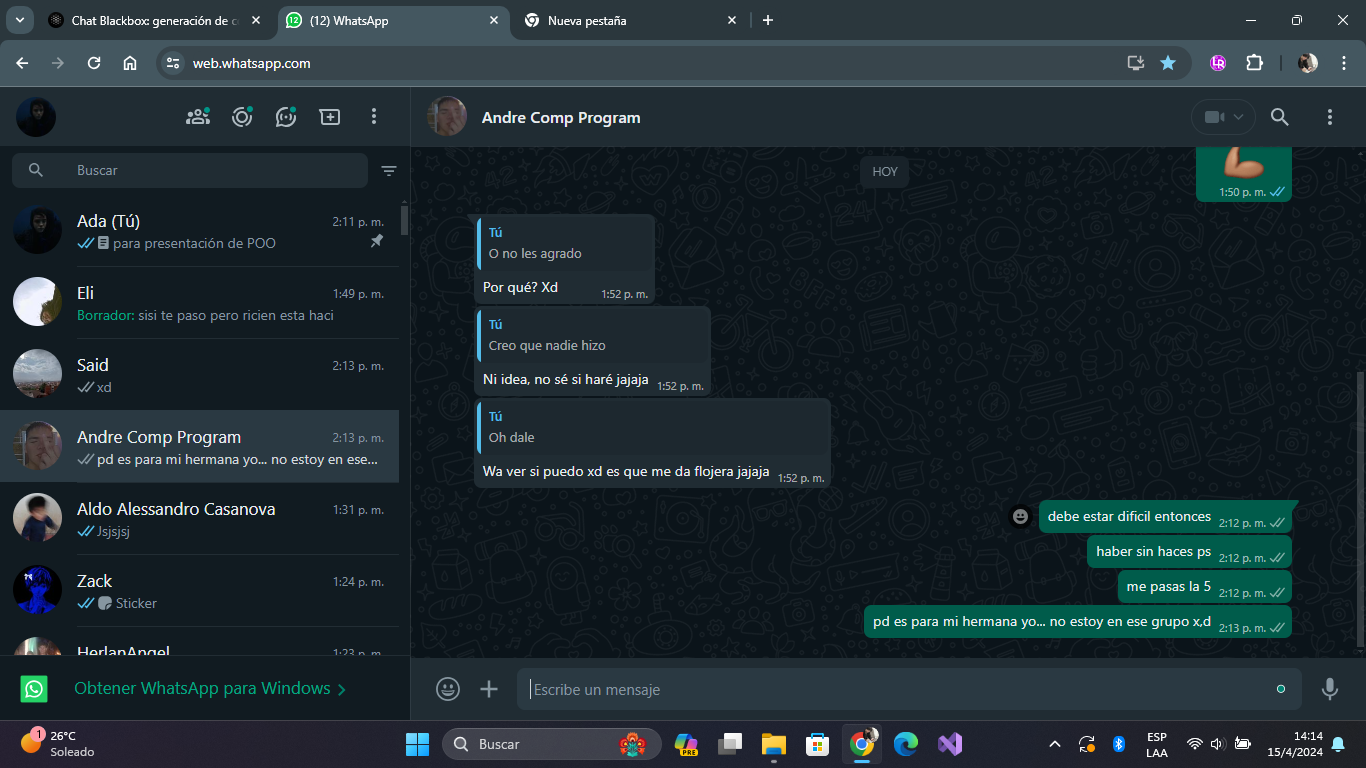 Chat Blackbox: generación de c
12
(12) WhatsApp
Nueva pestaña
web.whatsapp.com
LR
Buscar
Ada (Tú)
2:11 p. m.
para presentación de POO
Eli
1:49 p. m.
Borrador: sisi te paso pero ricien esta haci
Said
2:13 p. m.
xd
Andre Comp Program
2:13 p. m.
pd es para mi hermana yo... no estoy en ese...
Aldo Alessandro Casanova
1:31 p. m.
Jsjsjsj
Zack
1:24 p. m.
Sticker
HerlanAngel
1:23 p. m.
Obtener WhatsApp para Windows
Andre Comp Program
1:50 p. m.
HOY
Tú
O no les agrado
Por qué? Xd
1:52 p. m.
Tú
Creo que nadie hizo
Ni idea, no sé si haré jajaja
1:52 p. m.
Tú
Oh dale
Wa ver si puedo xd es que me da flojera jajaja
1:52 p. m.
debe estar dificil entonces
2:12 p. m.
haber sin haces ps
2:12 p. m.
me pasas la 5
2:12 p. m.
pd es para mi hermana yo... no estoy en ese grupo x,d
2:13 p. m.
Escribe un mensaje
1
26°C
Soleado
Buscar
PRE
ESP
LAA
14:14
15/4/2024